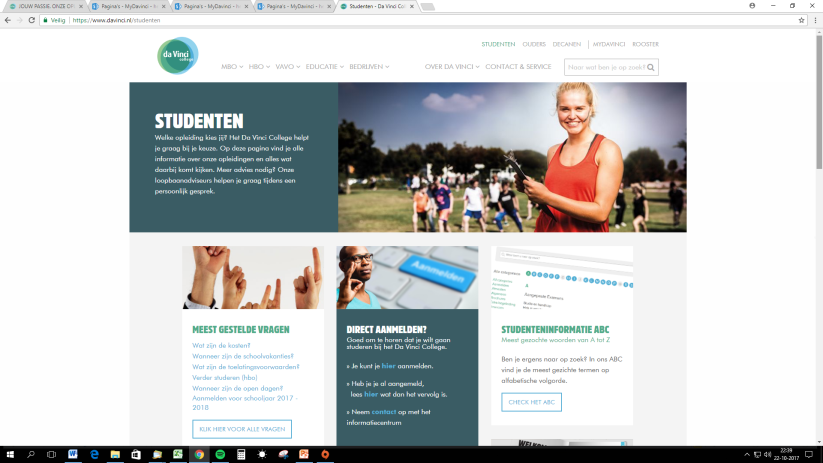 JOUW PASSIE. ONZE OP
Pagina's - MyDavinci -
Pagina's - MyDavinci -
Pagina's - MyDavinci -
Studenten - Da Vinci Col
Veilig
https://www.davinci.nl/studenten
da Vinci
college
STUDENTEN OUDERS DECANEN MYDAVINCI ROOSTER
MBO HBO VAVO EDUCATIE BEDRIJVEN OVER DA VINCI CONTACT & SERVICE
Naar wat ben je op zoek?
STUDENTEN
Welke opleiding kies jij? Het Da Vinci College helpt
je graag bij je keuze. Op deze pagina vind je alle
informatie over onze opleidingen en alles wat
daarbij komt kijken. Meer advies nodig? Onze
loopbaanadviseurs helpen je graag tijdens een
persoonlijk gesprek.
MEEST GESTELDE VRAGEN
Wat zijn de kosten?
Wanneer zijn de schoolvakanties?
Wat zijn de toelatingsvoorwaarden?
Verder studeren (hbo)
Wanneer zijn de open dagen?
Aanmelden voor schooljaar 2017 -
2018
KLIK HIER VOOR ALLE VRAGEN
Aanmelden
DIRECT AANMELDEN?
Goed om te horen dat je wilt gaan
studeren bij het Da Vinci College.
» Je kunt je hier aanmelden.
» Heb je je al aangemeld,
lees hier wat dan het vervolg is.
» Neem contact op met het
informatiecentrum
STUDENTENINFORMATIE ABC
Meest gezochte woorden van A tot Z
Ben je ergens naar op zoek? In ons ABC
vind je de meest gezochte termen op
alfabetische volgorde.
CHECK HET ABC
WELKOM
22:39
22-10-2017